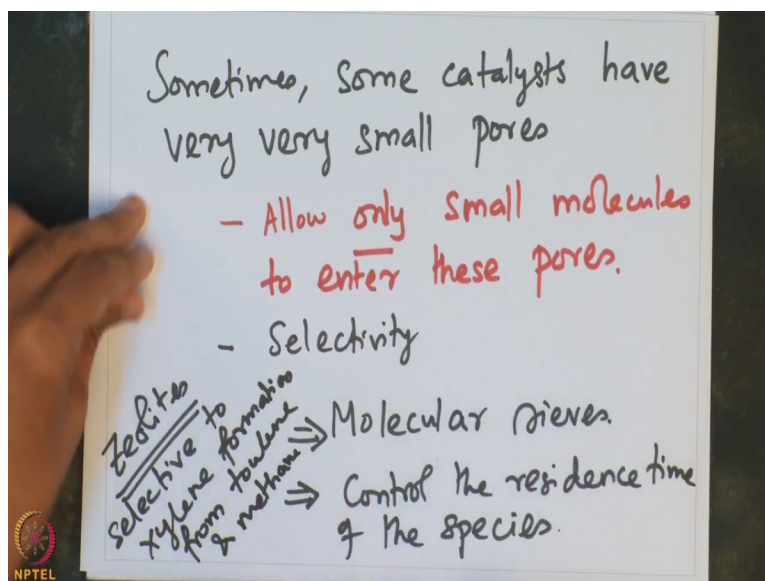 Sometimes, some catalysts have
very very small pores
- Allow only small molecules
to enter these pores.
- Selectivity
⇒ Molecular sieves.
⇒ Control the residence time
of the species.
Zeolites
selective to
xylene formation
from toulene
& methane
NPTEL